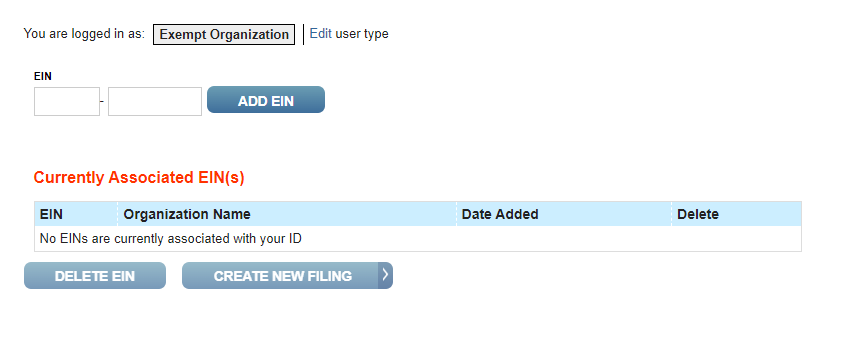 You are logged in as: Exempt Organization | Edit user type
EIN
-
ADD EIN
Currently Associated EIN(s)
EIN Organization Name Date Added Delete
No EINs are currently associated with your ID
DELETE EIN CREATE NEW FILING >